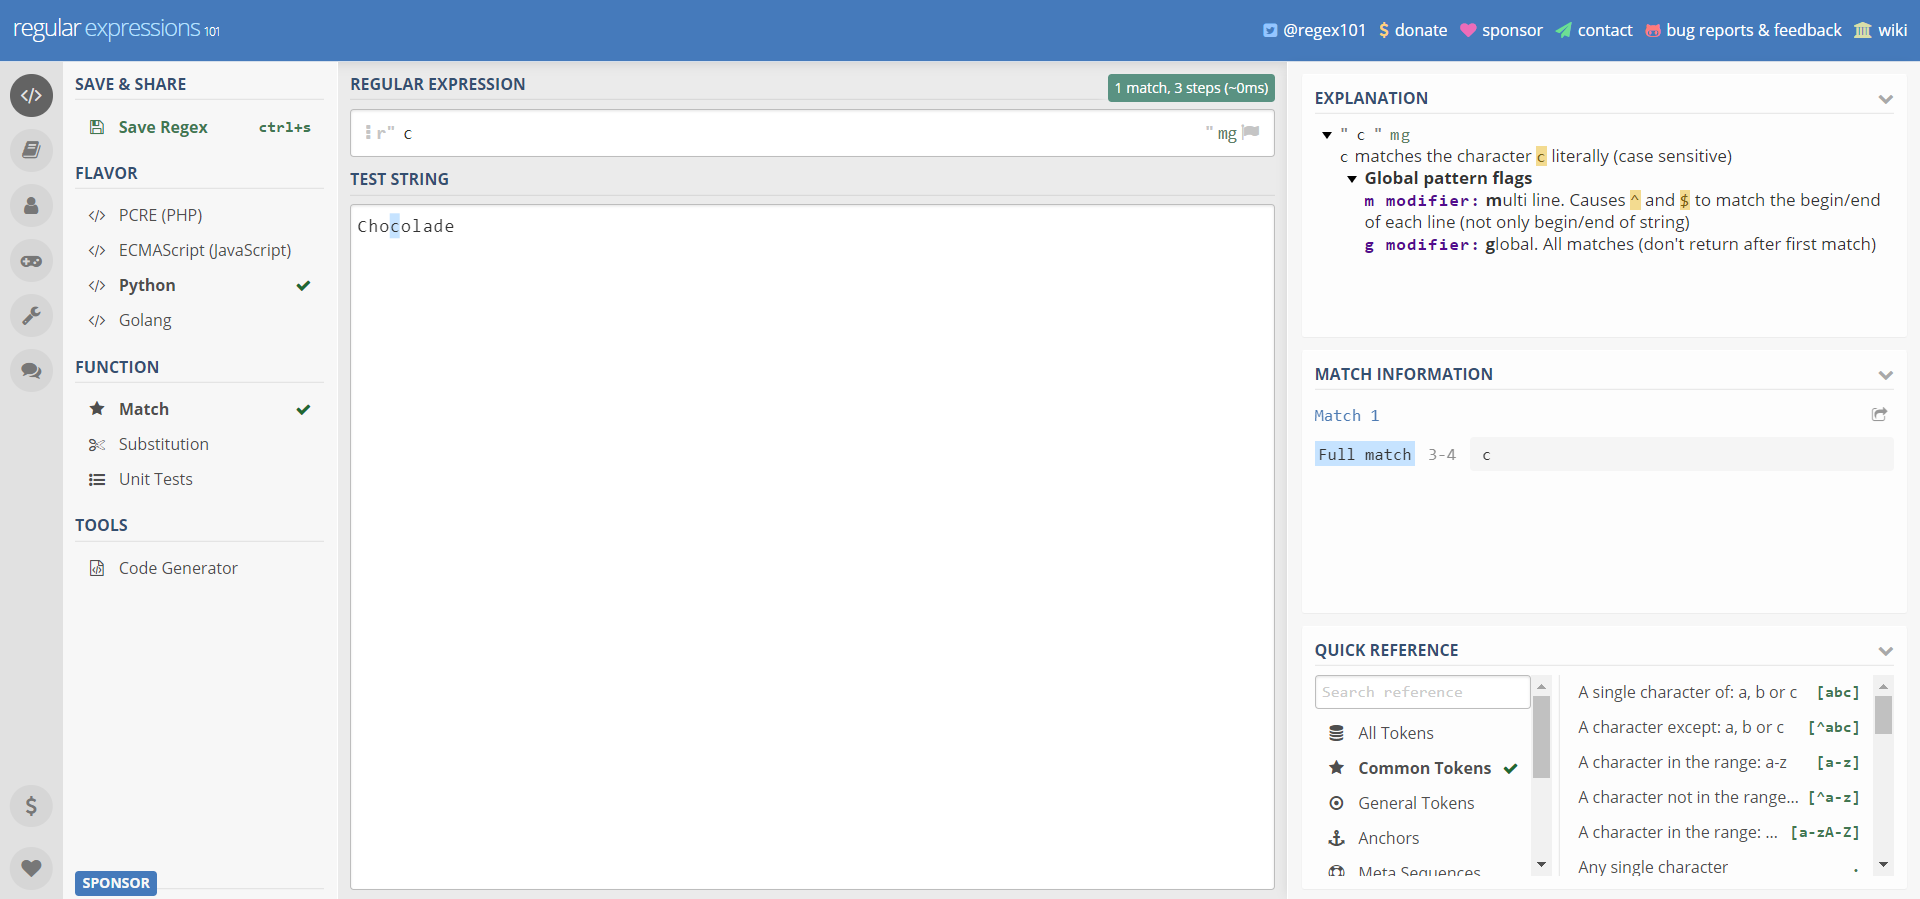 regular expressions 101
@regex101 $ donate sponsor contact bug reports & feedback wiki
SAVE & SHARE
Save Regex ctrl+s
FLAVOR
PCRE (PHP)
ECMAScript (JavaScript)
Python
Golang
FUNCTION
Match
Substitution
Unit Tests
TOOLS
Code Generator
SPONSOR
REGULAR EXPRESSION
1 match, 3 steps (~0ms)
r" c " mg
TEST STRING
Chocolade
EXPLANATION
" c " mg
c matches the character c literally (case sensitive)
Global pattern flags
m modifier: multi line. Causes ^ and $ to match the begin/end
of each line (not only begin/end of string)
g modifier: global. All matches (don't return after first match)
MATCH INFORMATION
Match 1
Full match 3-4 c
QUICK REFERENCE
Search reference
All Tokens
Common Tokens
General Tokens
Anchors
Meta Sequences
A single character of: a, b or c [abc]
A character except: a, b or c [^abc]
A character in the range: a-z [a-z]
A character not in the range... [^a-z]
A character in the range: ... [a-zA-Z]
Any single character .